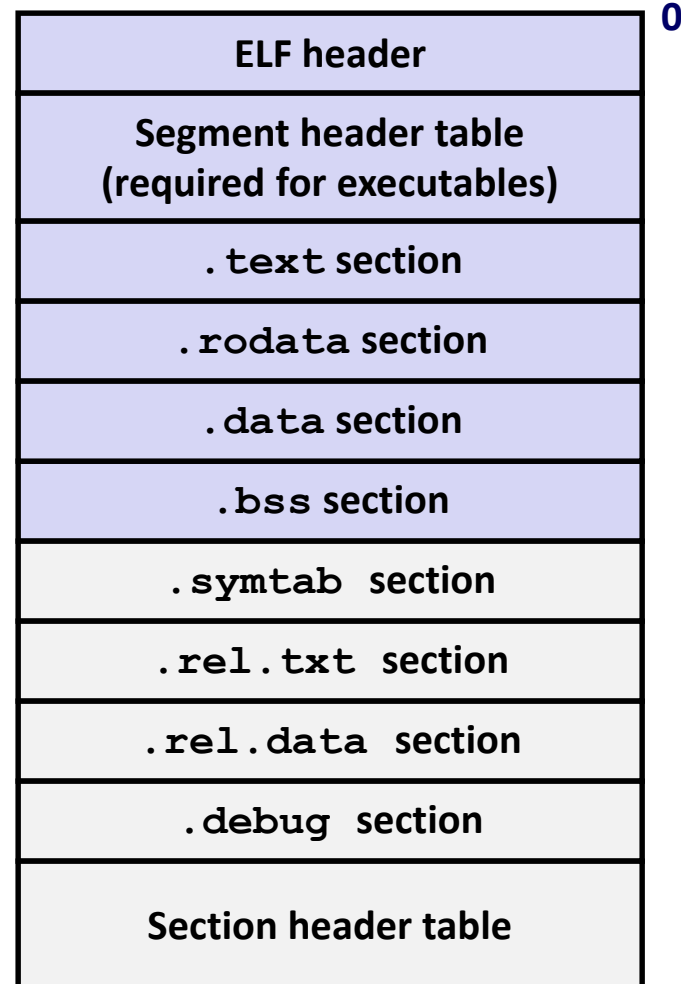 0
ELF header
Segment header table
(required for executables)
.text section
.rodata section
.data section
.bss section
.symtab section
.rel.txt section
.rel.data section
.debug section
Section header table